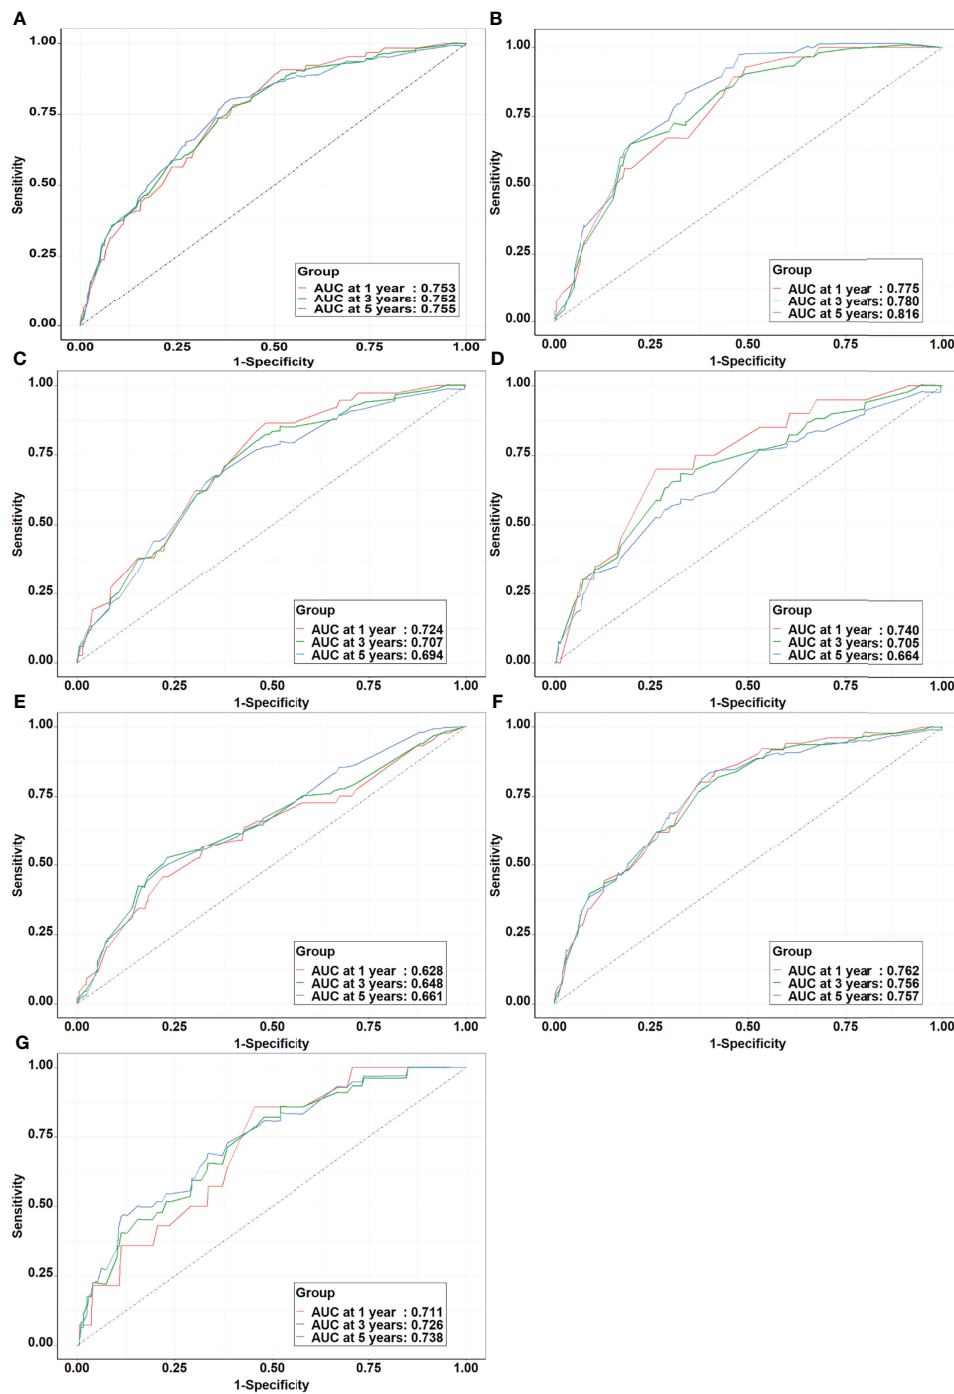 A
1.00
0.75
0.50
0.25
0.00
Sensitivity
Group
AUC at 1 year : 0.753
AUC at 3 years: 0.752
AUC at 5 years: 0.755
0.00 0.25 0.50 0.75 1.00
1-Specificity
B
1.00
0.75
0.50
0.25
0.00
Sensitivity
Group
AUC at 1 year : 0.775
AUC at 3 years: 0.780
AUC at 5 years: 0.816
0.00 0.25 0.50 0.75 1.00
1-Specificity
C
1.00
0.75
0.50
0.25
0.00
Sensitivity
Group
AUC at 1 year : 0.724
AUC at 3 years: 0.707
AUC at 5 years: 0.694
0.00 0.25 0.50 0.75 1.00
1-Specificity
D
1.00
0.75
0.50
0.25
0.00
Sensitivity
Group
AUC at 1 year : 0.740
AUC at 3 years: 0.705
AUC at 5 years: 0.664
0.00 0.25 0.50 0.75 1.00
1-Specificity
E
1.00
0.75
0.50
0.25
0.00
Sensitivity
Group
AUC at 1 year : 0.628
AUC at 3 years: 0.648
AUC at 5 years: 0.661
0.00 0.25 0.50 0.75 1.00
1-Specificity
F
1.00
0.75
0.50
0.25
0.00
Sensitivity
Group
AUC at 1 year : 0.762
AUC at 3 years: 0.756
AUC at 5 years: 0.757
0.00 0.25 0.50 0.75 1.00
1-Specificity
G
1.00
0.75
0.50
0.25
0.00
Sensitivity
Group
AUC at 1 year : 0.711
AUC at 3 years: 0.726
AUC at 5 years: 0.738
0.00 0.25 0.50 0.75 1.00
1-Specificity